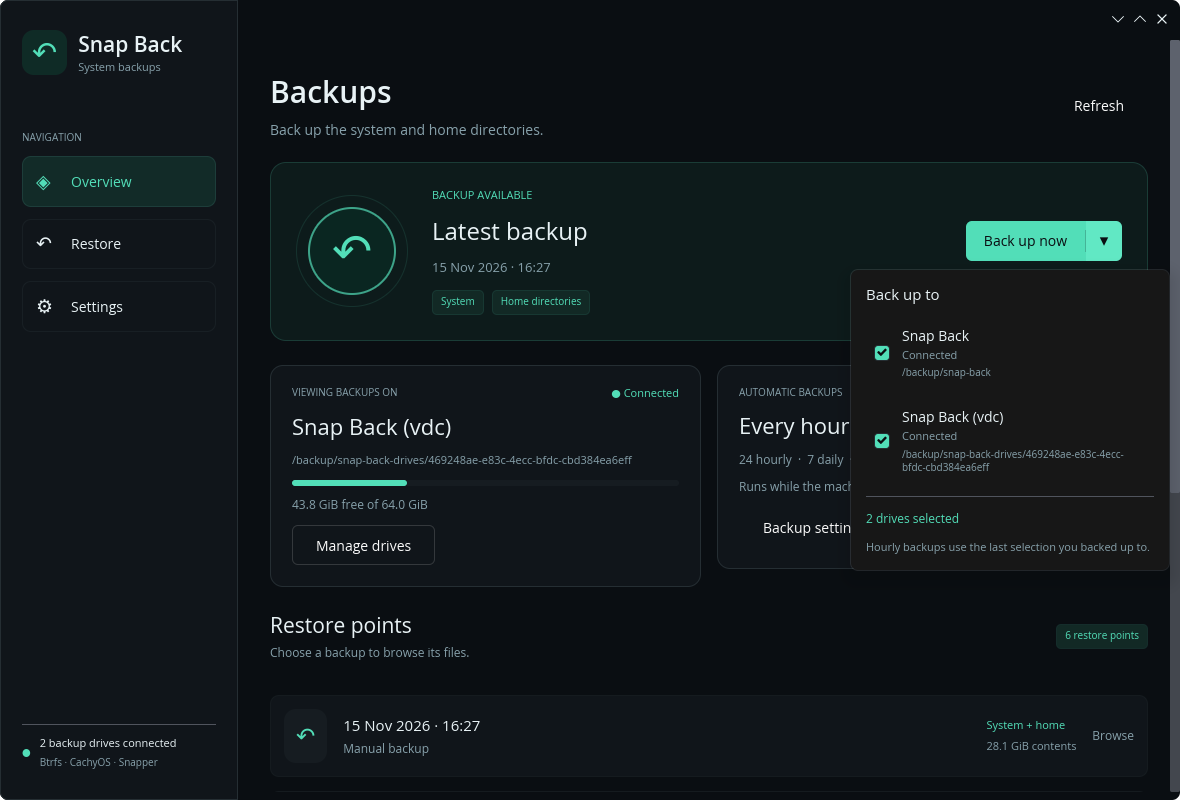 Snap Back
System backups
NAVIGATION
Overview
Restore
Settings
2 backup drives connected
Btrfs · CachyOS · Snapper
Backups
Back up the system and home directories.
Refresh
BACKUP AVAILABLE
Latest backup
15 Nov 2026 · 16:27
System
Home directories
Back up now
Back up to
Snap Back
Connected
/backup/snap-back
Snap Back (vdc)
Connected
/backup/snap-back-drives/469248ae-e83c-4ecc-
bfdc-cbd384ea6eff
2 drives selected
Hourly backups use the last selection you backed up to.
VIEWING BACKUPS ON
Connected
Snap Back (vdc)
/backup/snap-back-drives/469248ae-e83c-4ecc-bfdc-cbd384ea6eff
43.8 GiB free of 64.0 GiB
Manage drives
AUTOMATIC BACKUPS
Every hour
24 hourly · 7 daily
Runs while the
Backup
Restore points
Choose a backup to browse its files.
6 restore points
15 Nov 2026 · 16:27
Manual backup
System + home
28.1 GiB contents
Browse